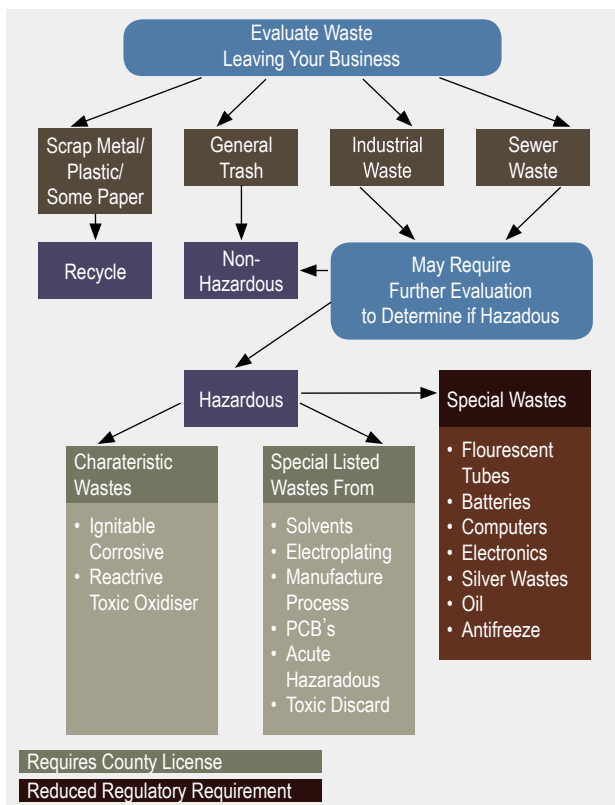 Evaluate Waste
Leaving Your Business
Scrap Metal/
Plastic/
Some Paper
General
Trash
Industrial
Waste
Sewer
Waste
Recycle
Non-
Hazardous
May Require
Further Evaluation
to Determine if Hazadous
Hazardous
Special Wastes
• Flourescent
Tubes
• Batteries
• Computers
• Electronics
• Silver Wastes
• Oil
• Antifreeze
Charateristic
Wastes
• Ignitable
Corrosive
• Reactrive
Toxic Oxidiser
Special Listed
Wastes From
• Solvents
• Electroplating
• Manufacture
Process
• PCB's
• Acute
Hazaradous
• Toxic Discard
Requires County License
Reduced Regulatory Requirement